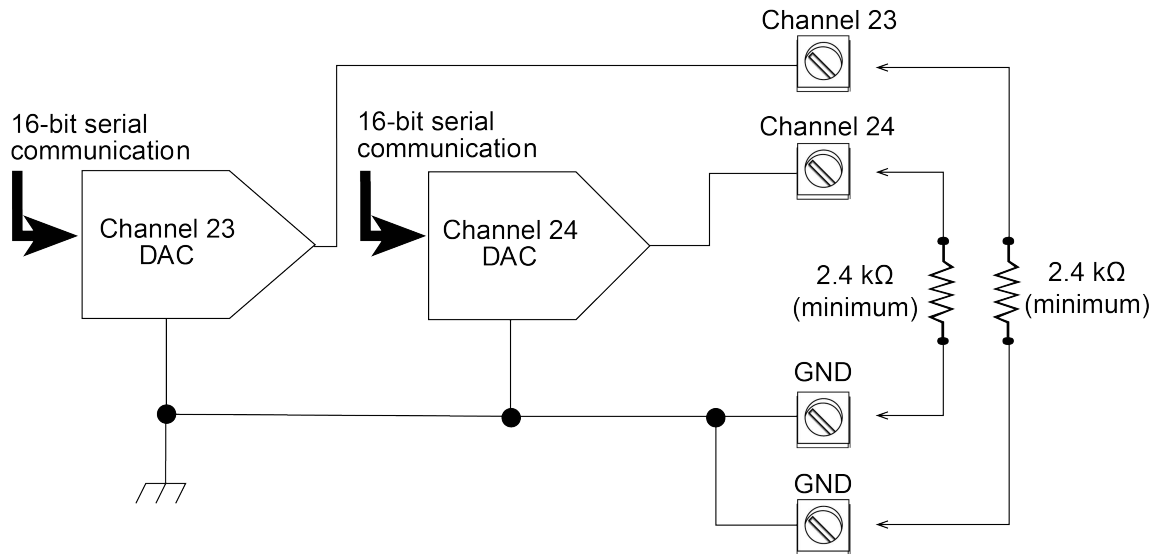 Channel 23
Channel 24
16-bit serial
communication
16-bit serial
communication
Channel 23
DAC
Channel 24
DAC
2.4 kΩ
(minimum)
2.4 kΩ
(minimum)
GND
GND